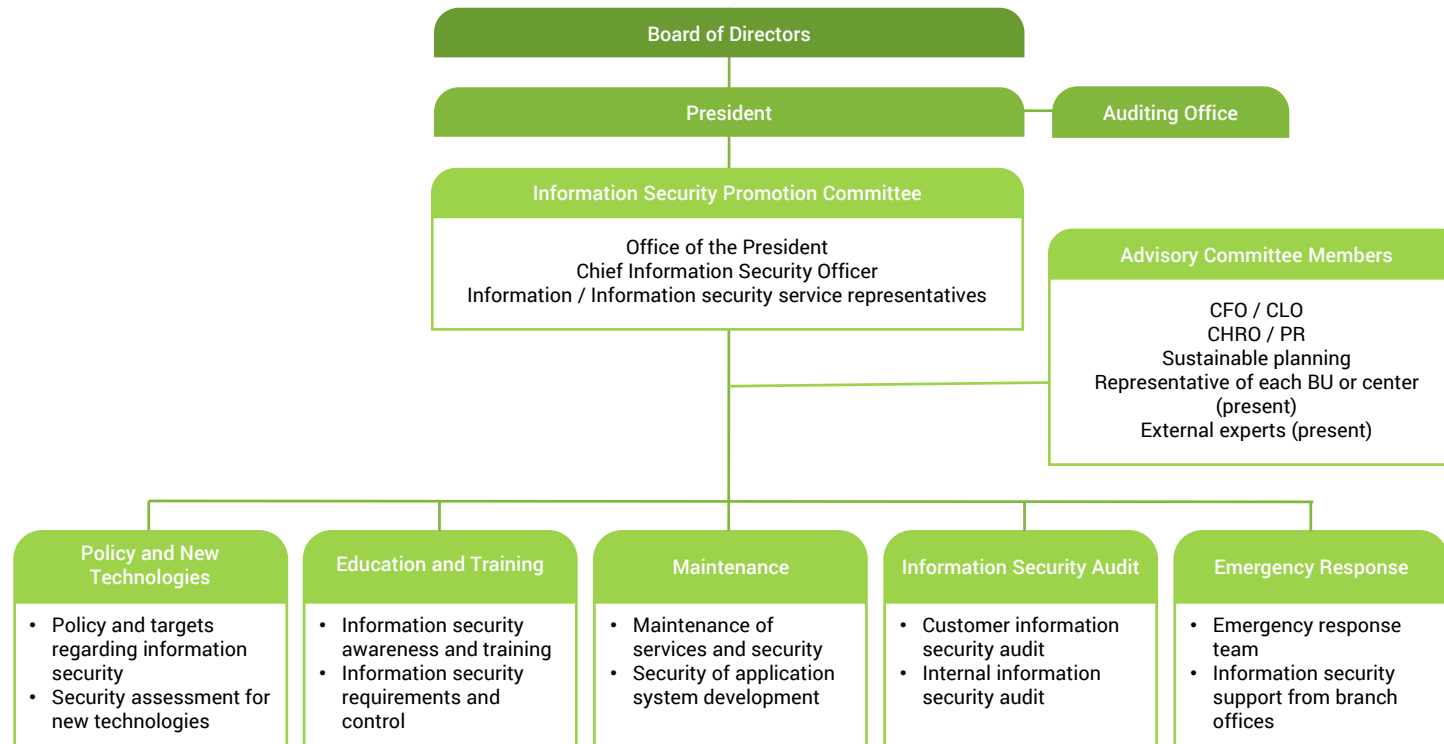 Board of Directors
President
Auditing Office
Information Security Promotion Committee
Office of the President
Chief Information Security Officer
Information / Information security service representatives
Advisory Committee Members
CFO / CLO
CHRO / PR
Sustainable planning
Representative of each BU or center
(present)
External experts (present)
Policy and New
Technologies
• Policy and targets
regarding information
security
• Security assessment for
new technologies
Education and Training
• Information security
awareness and training
• Information security
requirements and
control
Maintenance
• Maintenance of
services and security
• Security of application
system development
Information Security Audit
• Customer information
security audit
• Internal information
security audit
Emergency Response
• Emergency response
team
• Information security
support from branch
offices